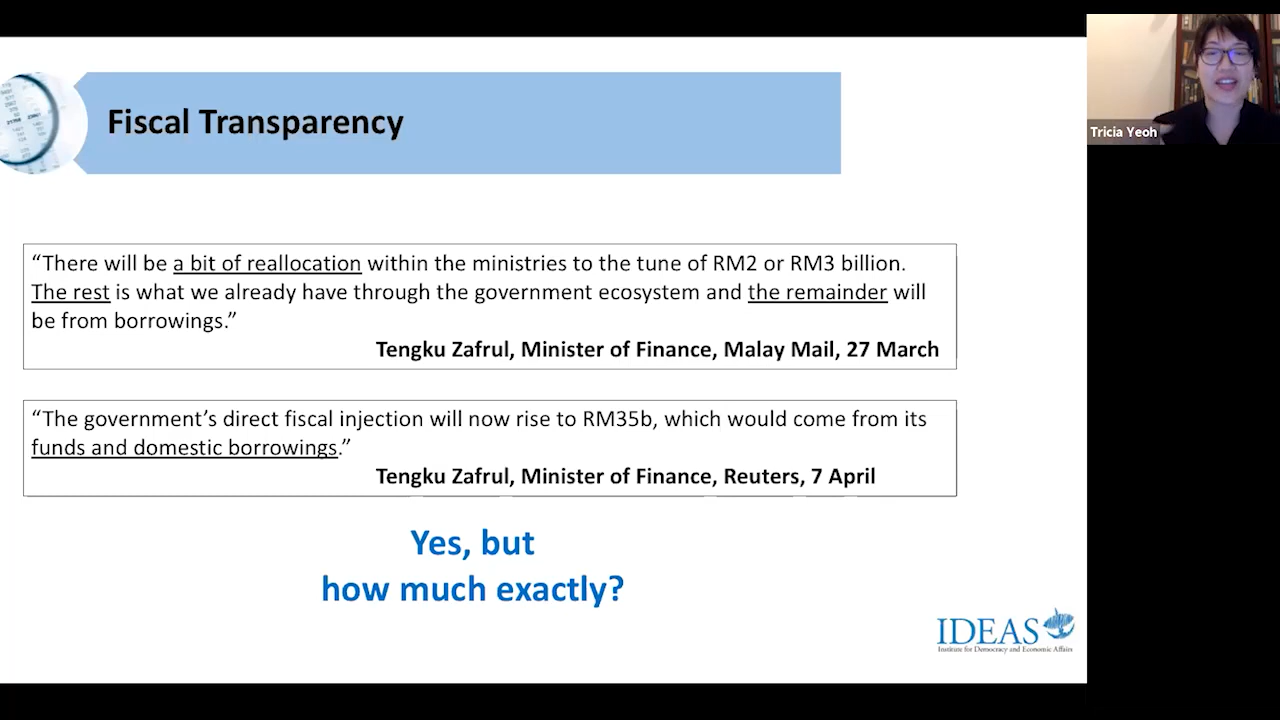 Fiscal Transparency
“There will be a bit of reallocation within the ministries to the tune of RM2 or RM3 billion.
The rest is what we already have through the government ecosystem and the remainder will
be from borrowings.”
Tengku Zafrul, Minister of Finance, Malay Mail, 27 March
“The government’s direct fiscal injection will now rise to RM35b, which would come from its
funds and domestic borrowings.”
Tengku Zafrul, Minister of Finance, Reuters, 7 April
Yes, but
how much exactly?
IDEAS
Institute for Democracy and Economic Affairs
Tricia Yeoh